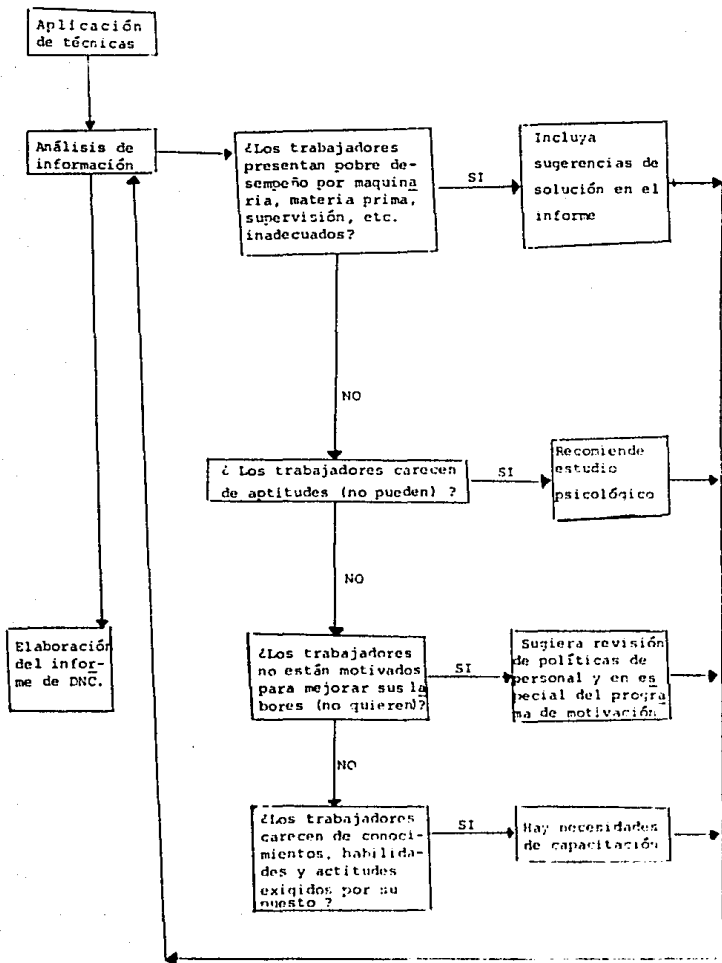 Aplicación
de técnicas
Análisis de
información
¿Los trabajadores
presentan pobre de-
sempeño por maquina
ria, materia prima,
supervisión, etc.
inadecuados?
SI
Incluya
sugerencias de
solución en el
informe
NO
¿ Los trabajadores carecen
de aptitudes (no pueden) ?
SI
Recomiende
estudio
psicológico
NO
Elaboración
del infor-
me de DNC.
¿Los trabajadores
no están motivados
para mejorar sus la
bores (no quieren)?
SI
Sugiera revisión
de políticas de
personal y en es
pecial del progra
ma de motivación
NO
¿Los trabajadores
carecen de conoci-
mientos, habilida-
des y actitudes
exigidos por su
puesto ?
SI
Hay necesidades
de capacitación